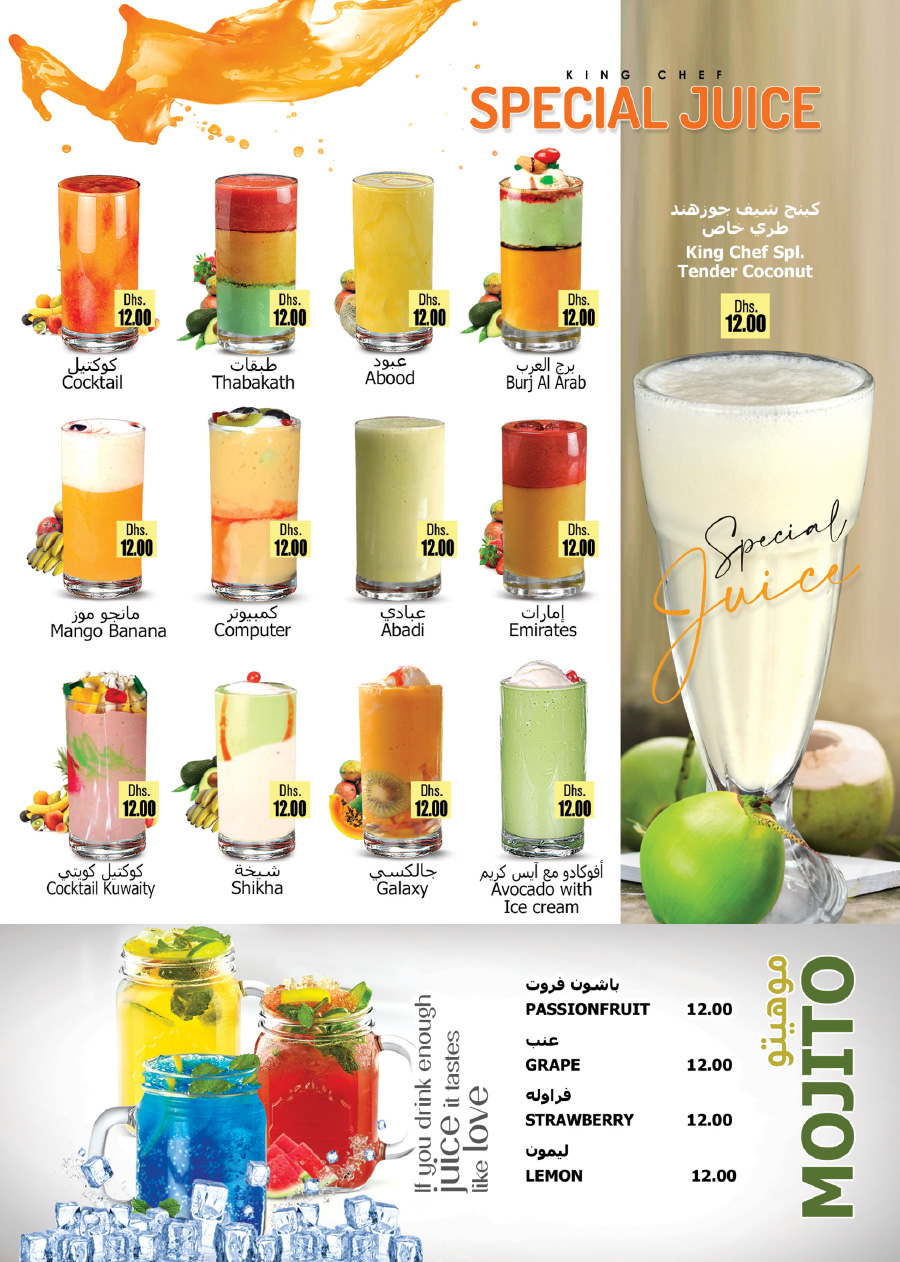 KING CHEF
SPECIAL JUICE
كينج شيف جوزهند
طري خاص
King Chef Spl.
Tender Coconut
Dhs.
12.00
Special
Juice
Dhs.
12.00
كوكتيل
Cocktail
Dhs.
12.00
طبقات
Thabakath
Dhs.
12.00
عبود
Abood
Dhs.
12.00
برج العرب
Burj Al Arab
Dhs.
12.00
مانجو موز
Mango Banana
Dhs.
12.00
كمبيوتر
Computer
Dhs.
12.00
عبادي
Abadi
Dhs.
12.00
إمارات
Emirates
Dhs.
12.00
كوكتيل كويتي
Cocktail Kuwaity
Dhs.
12.00
شيخة
Shikha
Dhs.
12.00
جالكسي
Galaxy
Dhs.
12.00
أفوكادو مع آيس كريم
Avocado with
Ice cream
If you drink enough
juice it tastes
like love
باشون فروت
PASSIONFRUIT 12.00
عنب
GRAPE 12.00
فراوله
STRAWBERRY 12.00
ليمون
LEMON 12.00
موهيتو
MOJITO